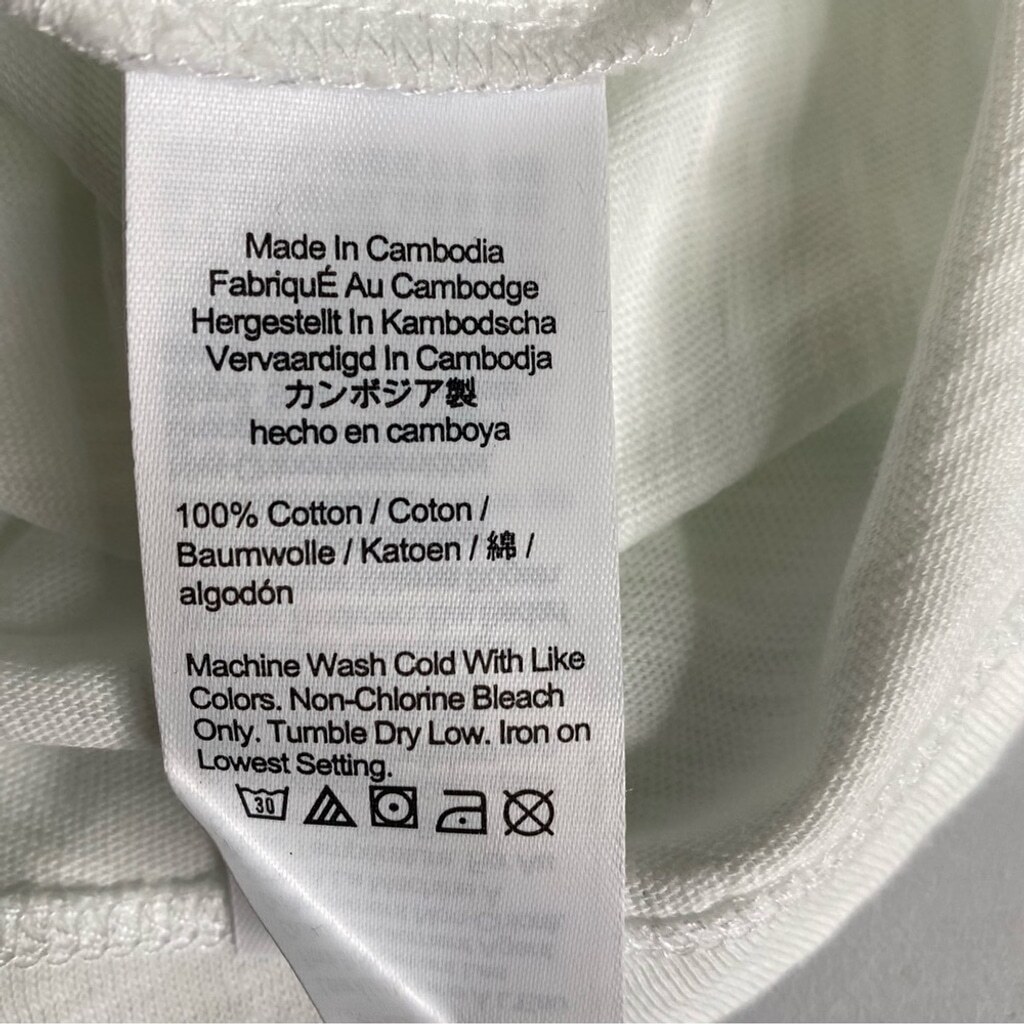 Made In Cambodia
FabriquÉ Au Cambodge
Hergestellt In Kambodscha
Vervaardigd In Cambodja
カンボジア製
hecho en camboya
100% Cotton / Coton /
Baumwolle / Katoen / 綿 /
algodón
Machine Wash Cold With Like
Colors. Non-Chlorine Bleach
Only. Tumble Dry Low. Iron on
Lowest Setting.
30